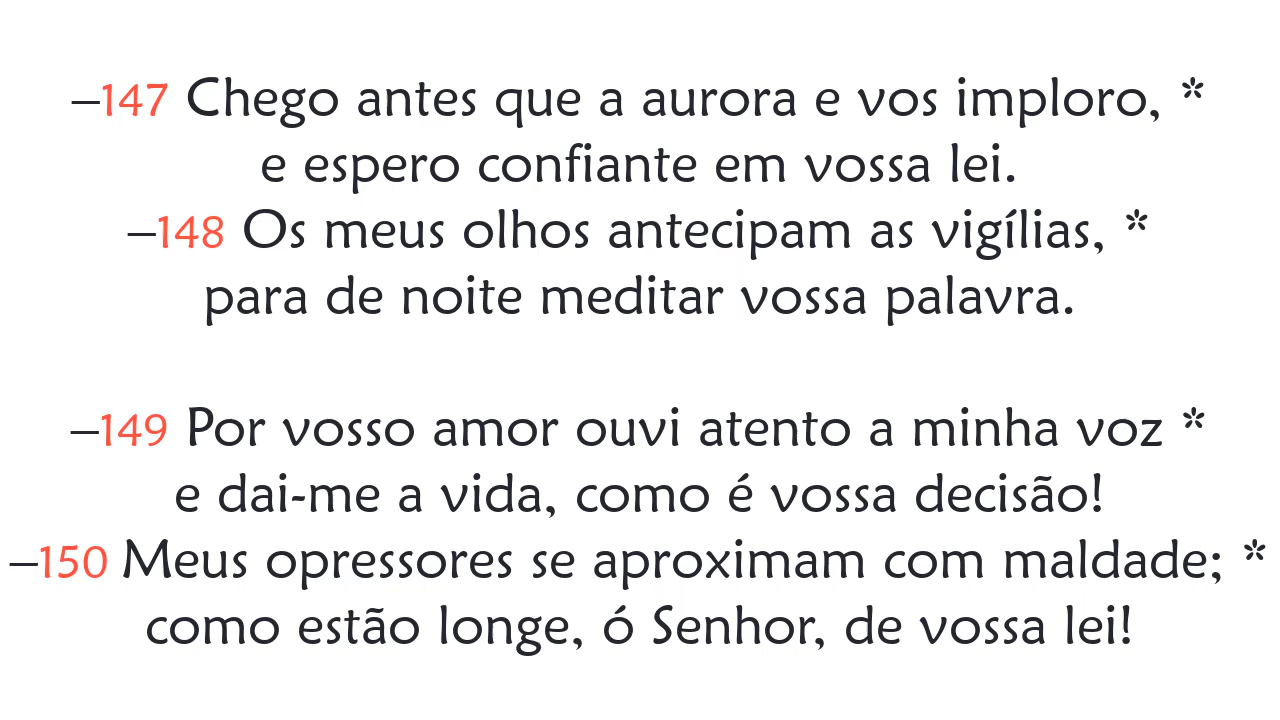 –147 Chego antes que a aurora e vos imploro, *
e espero confiante em vossa lei.
–148 Os meus olhos antecipam as vigílias, *
para de noite meditar vossa palavra.
–149 Por vosso amor ouvi atento a minha voz *
e dai-me a vida, como é vossa decisão!
–150 Meus opressores se aproximam com maldade; *
como estão longe, ó Senhor, de vossa lei!